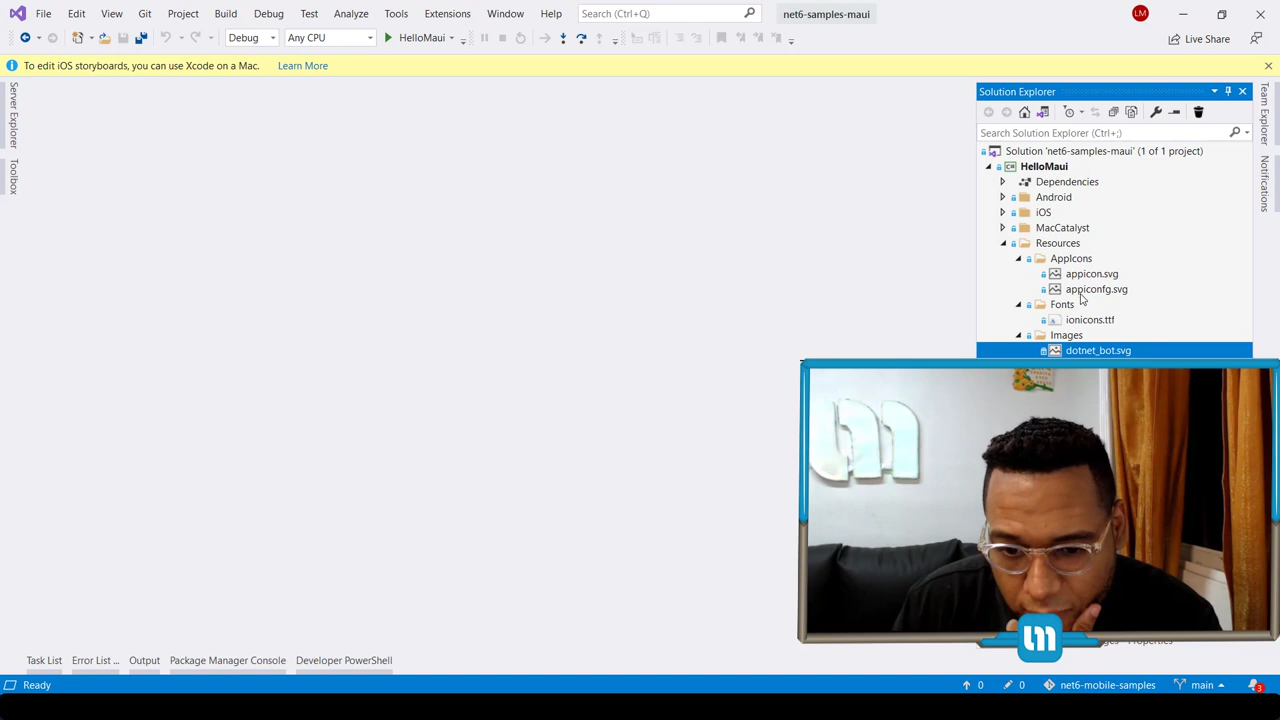 File Edit View Git Project Build Debug Test Analyze Tools Extensions Window Help Search (Ctrl+Q) net6-samples-maui LM
Debug Any CPU HelloMaui Live Share
To edit iOS storyboards, you can use Xcode on a Mac. Learn More
Server Explorer
Toolbox
Solution Explorer
Search Solution Explorer (Ctrl+;)
Solution 'net6-samples-maui' (1 of 1 project)
HelloMaui
Dependencies
Android
iOS
MacCatalyst
Resources
AppIcons
appicon.svg
appiconfg.svg
Fonts
ionicons.ttf
Images
dotnet_bot.svg
Team Explorer
Notifications
Task List Error List ... Output Package Manager Console Developer PowerShell
Ready 0 0 net6-mobile-samples main 3